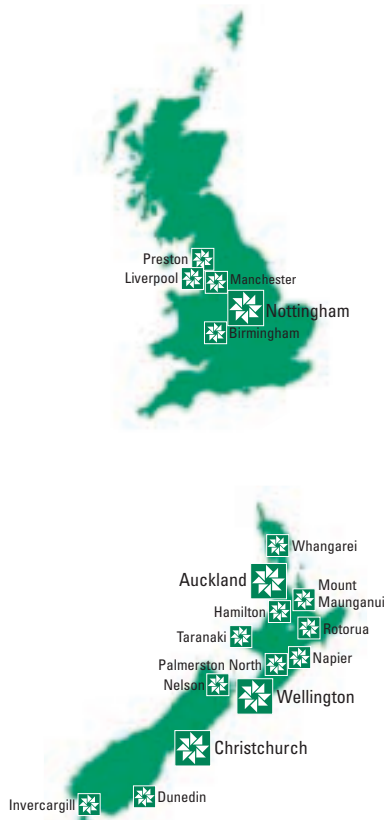 Preston
Liverpool
Manchester
Nottingham
Birmingham
Whangarei
Auckland
Mount
Maunganui
Hamilton
Rotorua
Taranaki
Napier
Palmerston North
Nelson
Wellington
Christchurch
Dunedin
Invercargill